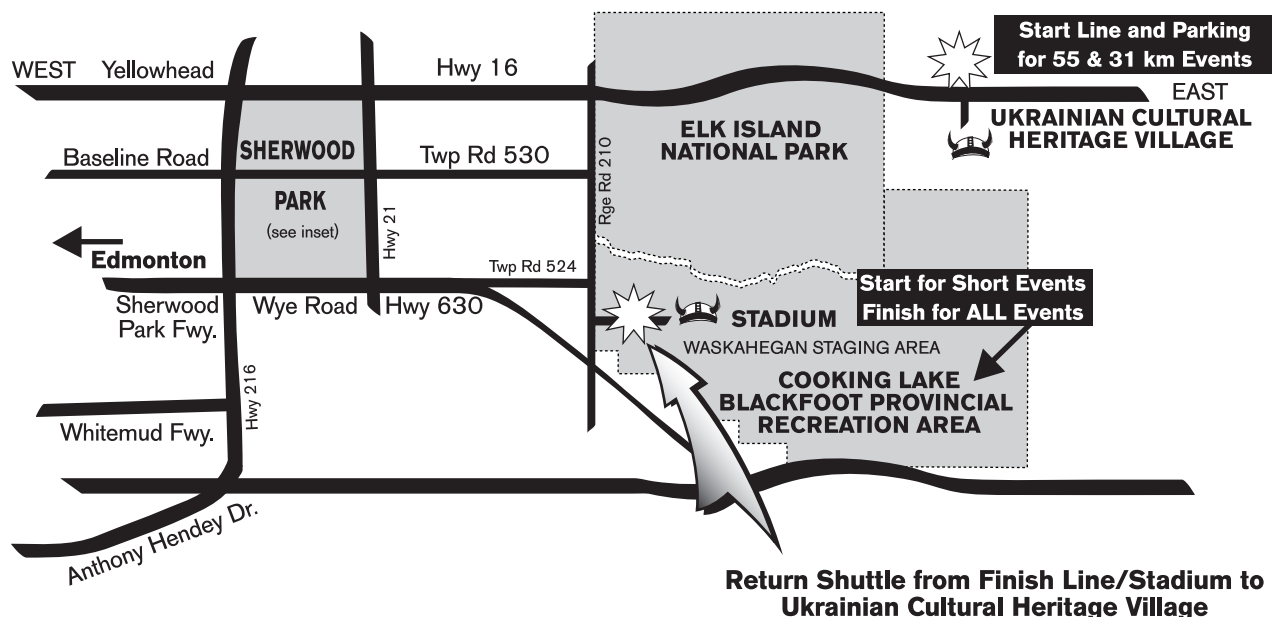 Start Line and Parking
for 55 & 31 km Events
WEST
Yellowhead
Hwy 16
EAST
UKRAINIAN CULTURAL
HERITAGE VILLAGE
ELK ISLAND
NATIONAL PARK
Baseline Road
SHERWOOD
PARK
(see inset)
Twp Rd 530
Rge Rd 210
Hwy 21
Edmonton
Twp Rd 524
Sherwood
Park Fwy.
Wye Road
Hwy 630
Start for Short Events
Finish for ALL Events
STADIUM
WASKAHEGAN STAGING AREA
COOKING LAKE
BLACKFOOT PROVINCIAL
RECREATION AREA
Hwy 216
Whitemud Fwy.
Anthony Hendey Dr.
Return Shuttle from Finish Line/Stadium to
Ukrainian Cultural Heritage Village